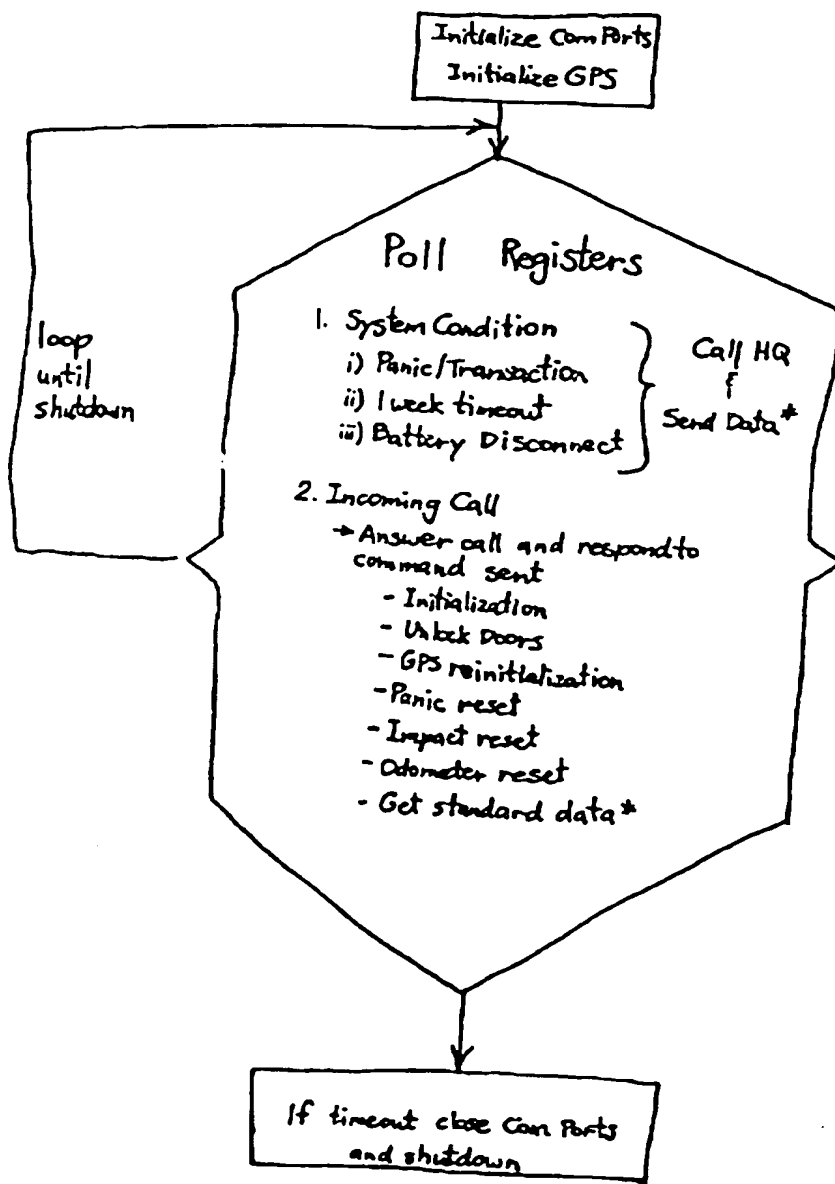 Initialize Com Ports
Initialize GPS
Poll Registers
loop
until
shutdown
1. System Condition
i) Panic/Transaction
ii) 1 week timeout
iii) Battery Disconnect
Call HQ
&
Send Data*
2. Incoming Call
→ Answer call and respond to
command sent
- Initialization
- Unlock Doors
- GPS reinitialization
- Panic reset
- Impact reset
- Odometer reset
- Get standard data*
If timeout close Com Ports
and shutdown